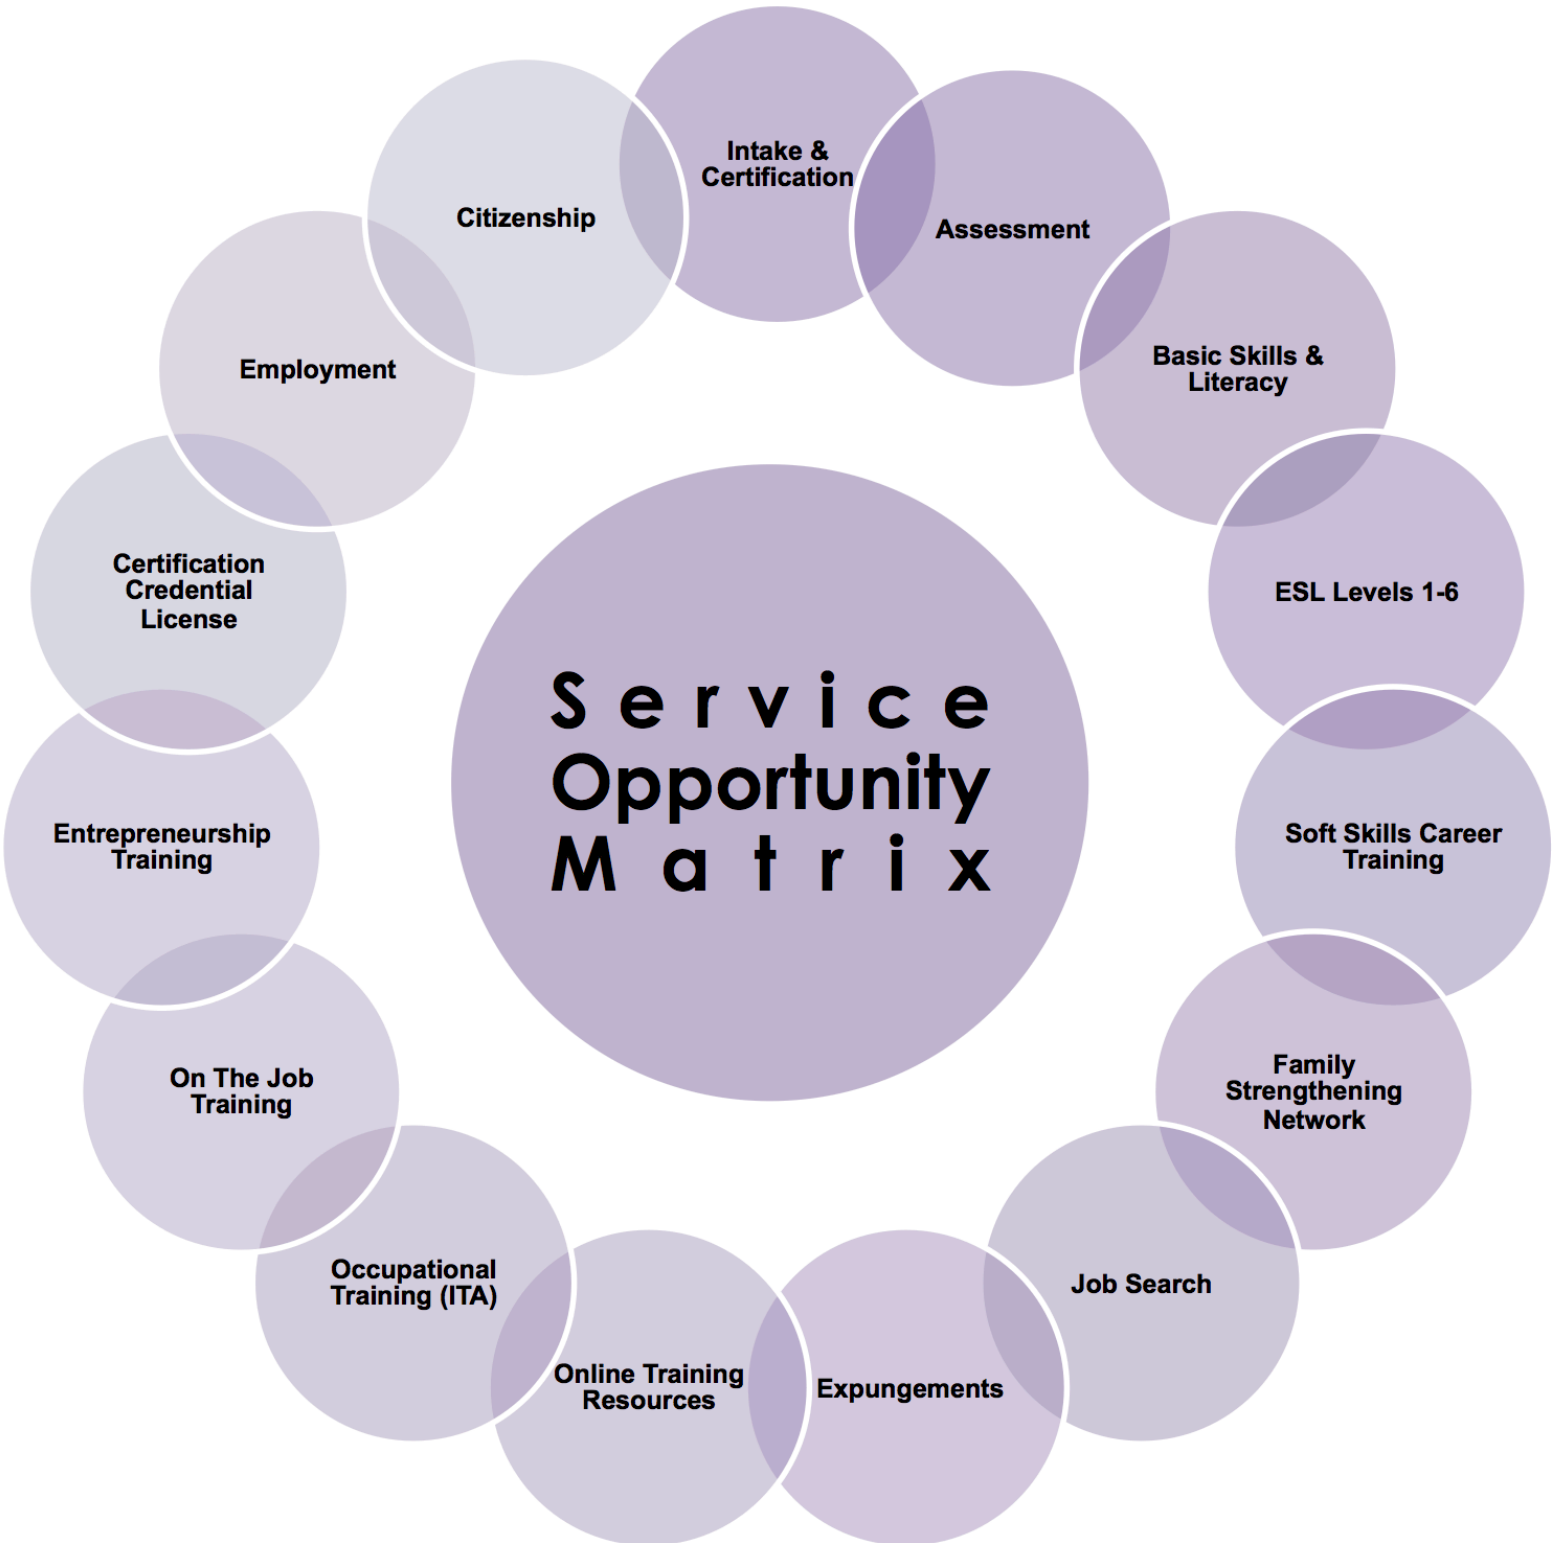 Intake &
Certification
Assessment
Basic Skills &
Literacy
ESL Levels 1-6
Soft Skills Career
Training
Family
Strengthening
Network
Job Search
Expungements
Online Training
Resources
Occupational
Training (ITA)
On The Job
Training
Entrepreneurship
Training
Certification
Credential
License
Employment
Citizenship
Service
Opportunity
Matrix